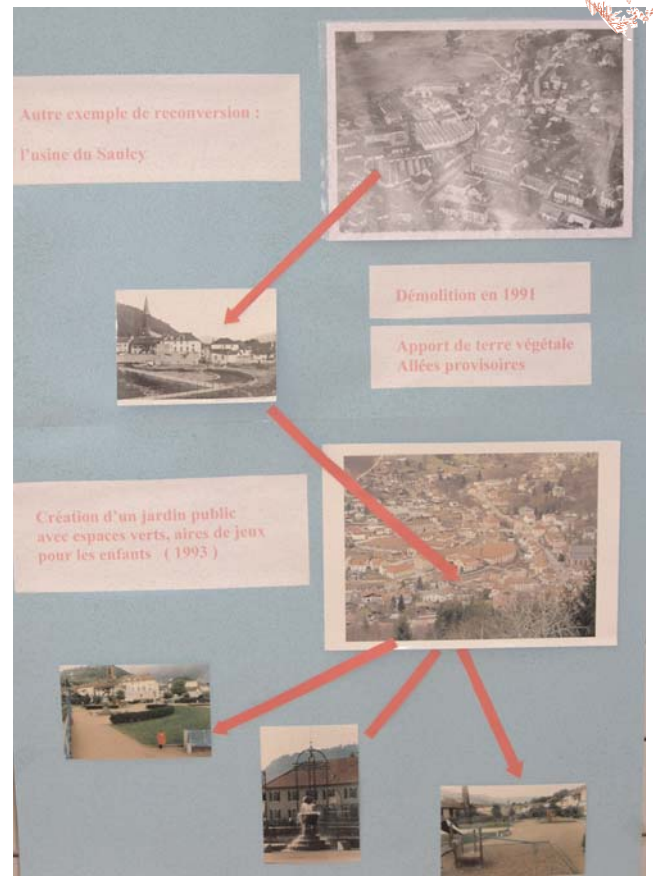 Autre exemple de reconversion :
l'usine du Saulcy
Démolition en 1991
Apport de terre végétale
Allées provisoires
Création d'un jardin public
avec espaces verts, aires de jeux
pour les enfants ( 1993 )